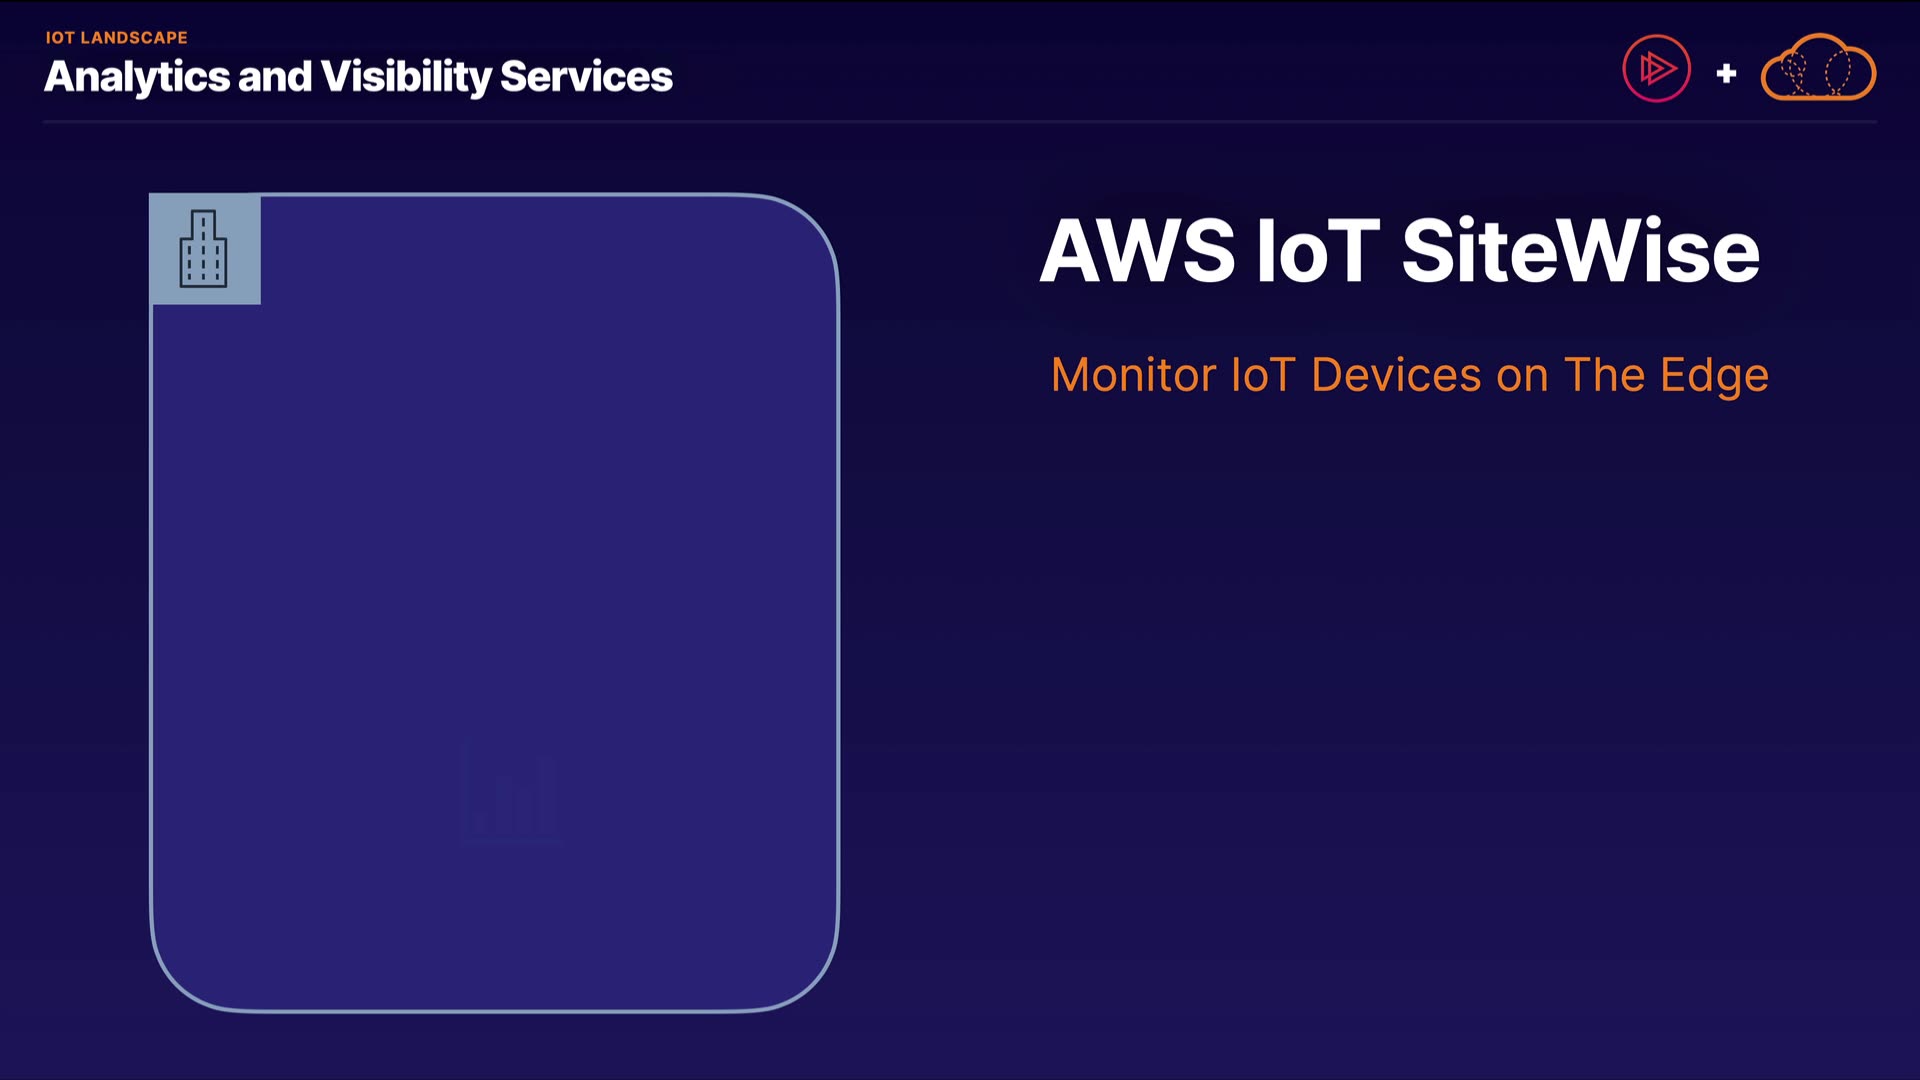 IOT LANDSCAPE
Analytics and Visibility Services
+
AWS IoT SiteWise
Monitor IoT Devices on The Edge